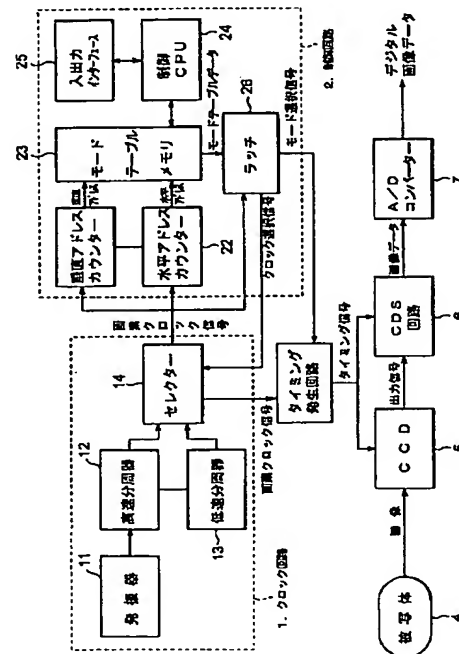 25
入出力
インターフェース
24
制御
CPU
23
モード
テーブル
メモリ
モードテーブルデータ
26
ラッチ
モード選択信号
クロック選択信号
垂直アドレス
カウンター
水平アドレス
カウンター
22
2. 制御回路
画素クロック信号
14
セレクター
12
高速分周器
低速分周器
13
11
発振器
1. クロック回路
画素クロック信号
タイミング
発生回路
タイミング信号
デジタル
画像データ
A/D
コンバーター
7
画像データ
CDS
回路
6
出力信号
CCD
5
映像
被写体
4